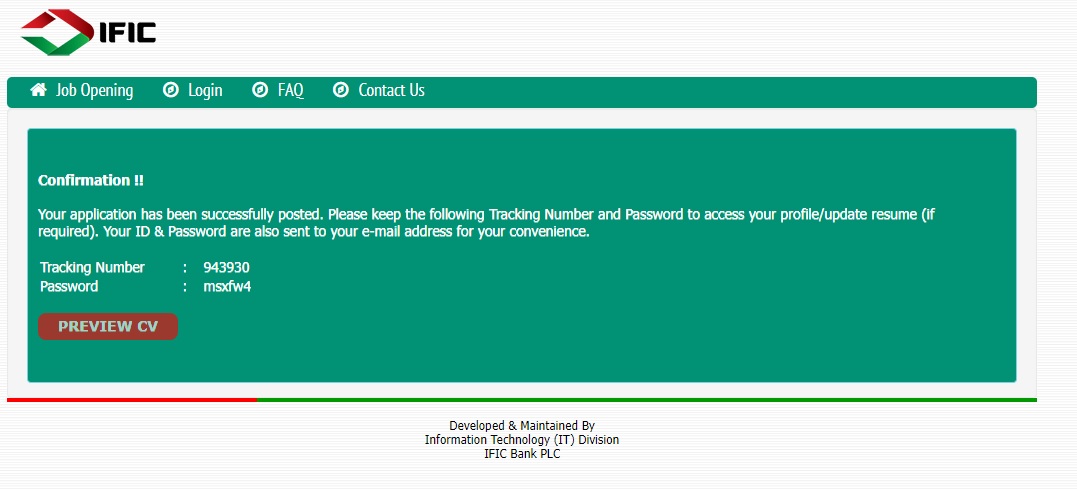 IFIC
Job Opening Login FAQ Contact Us
Confirmation !!
Your application has been successfully posted. Please keep the following Tracking Number and Password to access your profile/update resume (if
required). Your ID & Password are also sent to your e-mail address for your convenience.
Tracking Number : 943930
Password : msxfw4
PREVIEW CV
Developed & Maintained By
Information Technology (IT) Division
IFIC Bank PLC